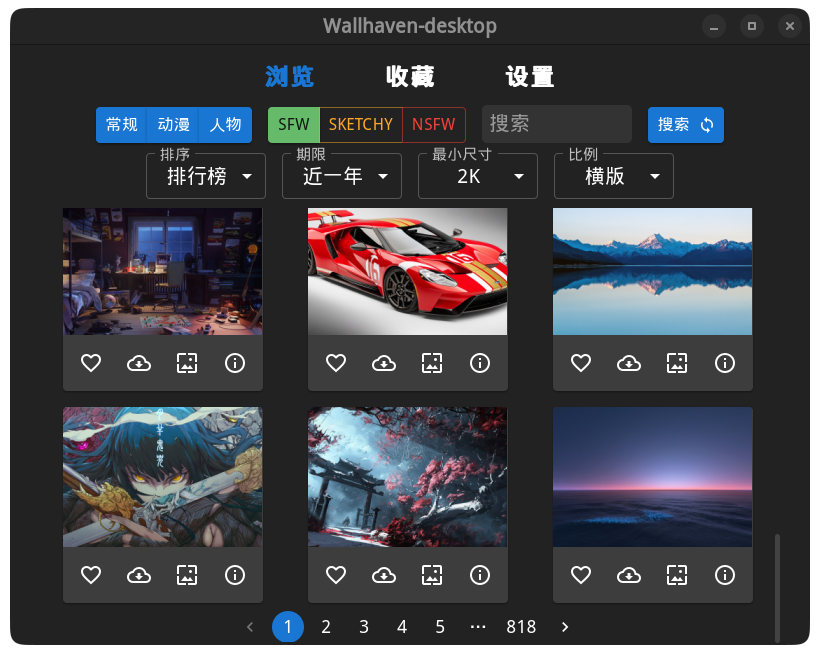 Wallhaven-desktop
浏览 收藏 设置
常规 动漫 人物 SFW SKETCHY NSFW 搜索 搜索
排序 期限 最小尺寸 比例
排行榜 近一年 2K 横版
16
1 2 3 4 5 ... 818